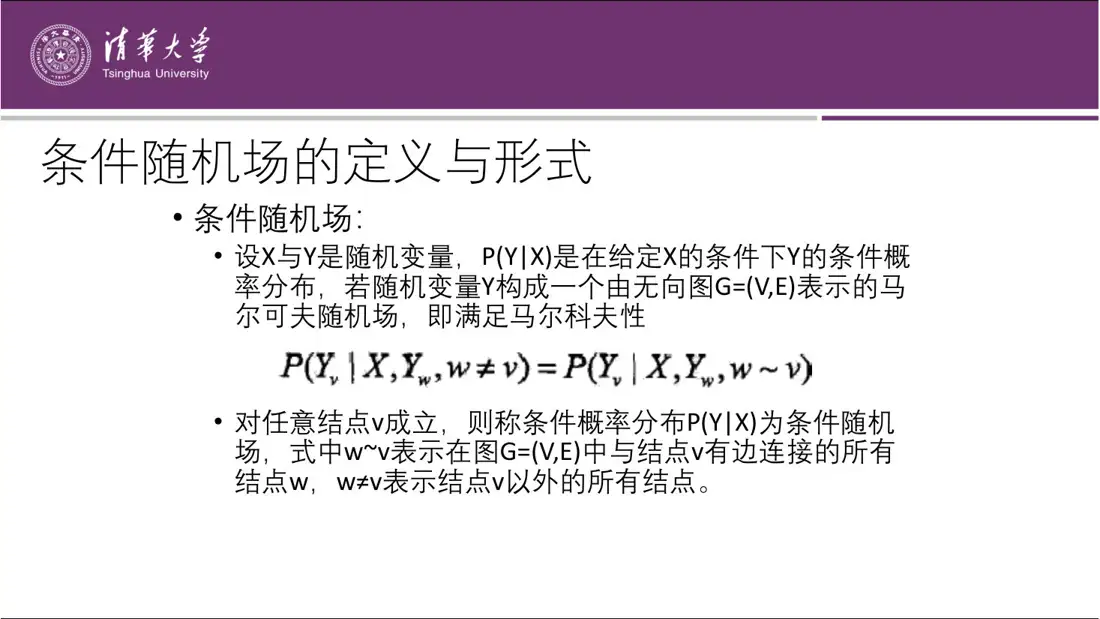 清华大学
Tsinghua University
条件随机场的定义与形式
• 条件随机场：
• 设X与Y是随机变量，P(Y|X)是在给定X的条件下Y的条件概
率分布，若随机变量Y构成一个由无向图G=(V,E)表示的马
尔可夫随机场，即满足马尔科夫性
P(Y_v | X, Y_w, w ≠ v) = P(Y_v | X, Y_w, w ~ v)
• 对任意结点v成立，则称条件概率分布P(Y|X)为条件随机
场，式中w~v表示在图G=(V,E)中与结点v有边连接的所有
结点w，w≠v表示结点v以外的所有结点。